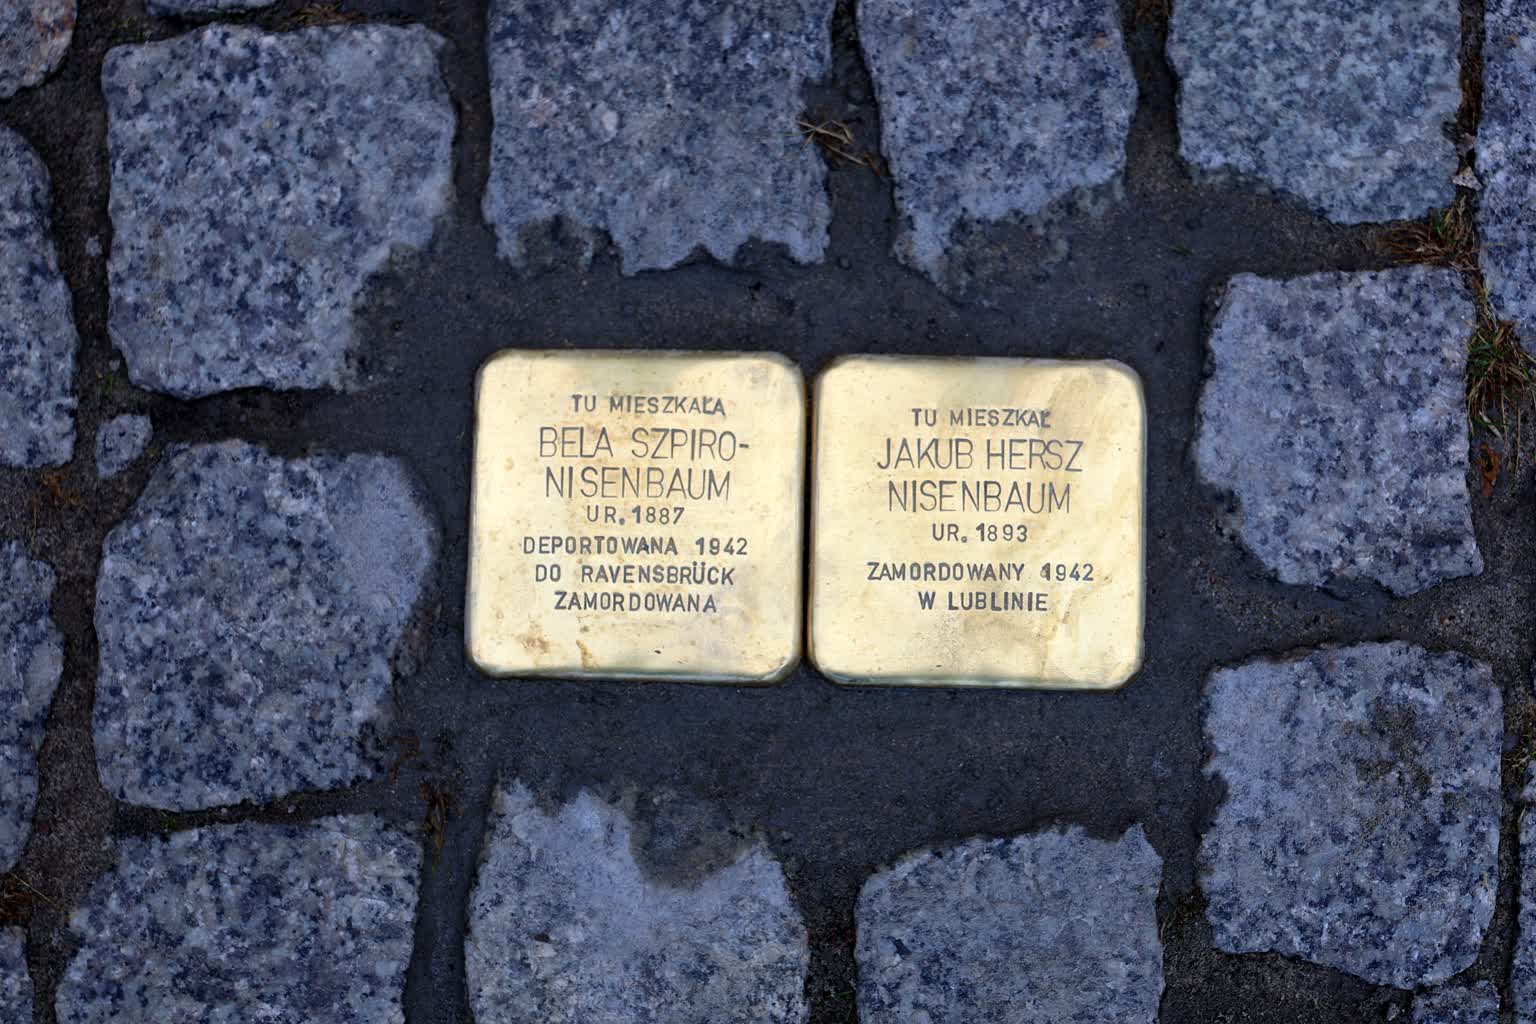 TU MIESZKAŁA
BELA SZPIRO-
NISENBAUM
UR. 1887
DEPORTOWANA 1942
DO RAVENSBRÜCK
ZAMORDOWANA
TU MIESZKAŁ
JAKUB HERSZ
NISENBAUM
UR. 1893
ZAMORDOWANY 1942
W LUBLINIE